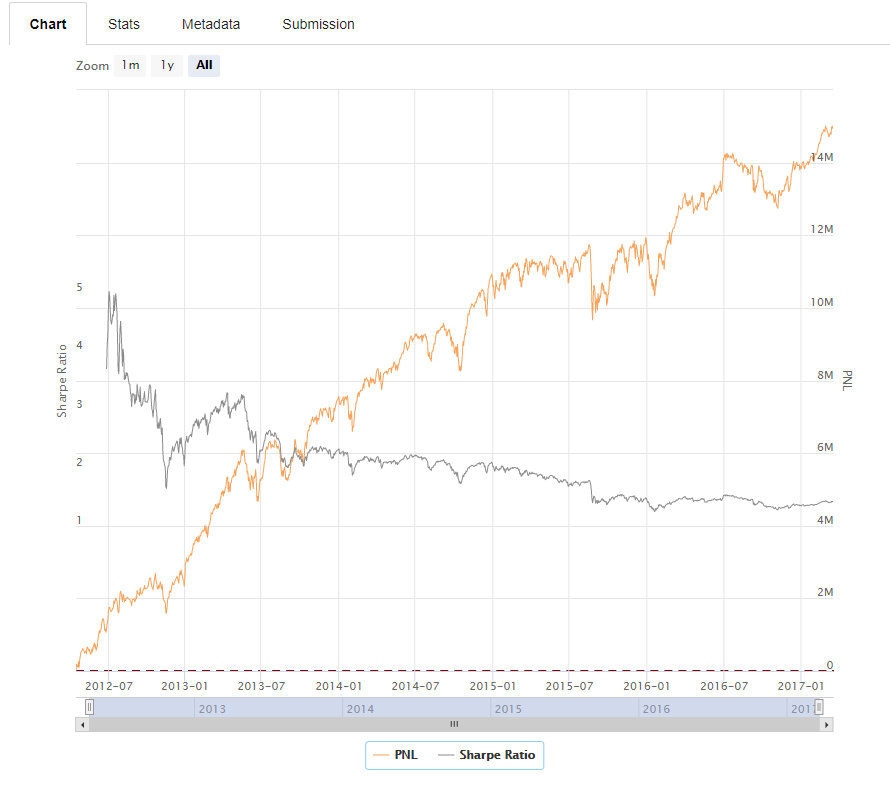 Chart Stats Metadata Submission
Zoom 1m 1y All
14M
12M
5
10M
4
Sharpe Ratio
8M
PNL
3
6M
2
4M
1
2M
0
2012-07 2013-01 2013-07 2014-01 2014-07 2015-01 2015-07 2016-01 2016-07 2017-01
2013 2014 2015 2016
PNL Sharpe Ratio